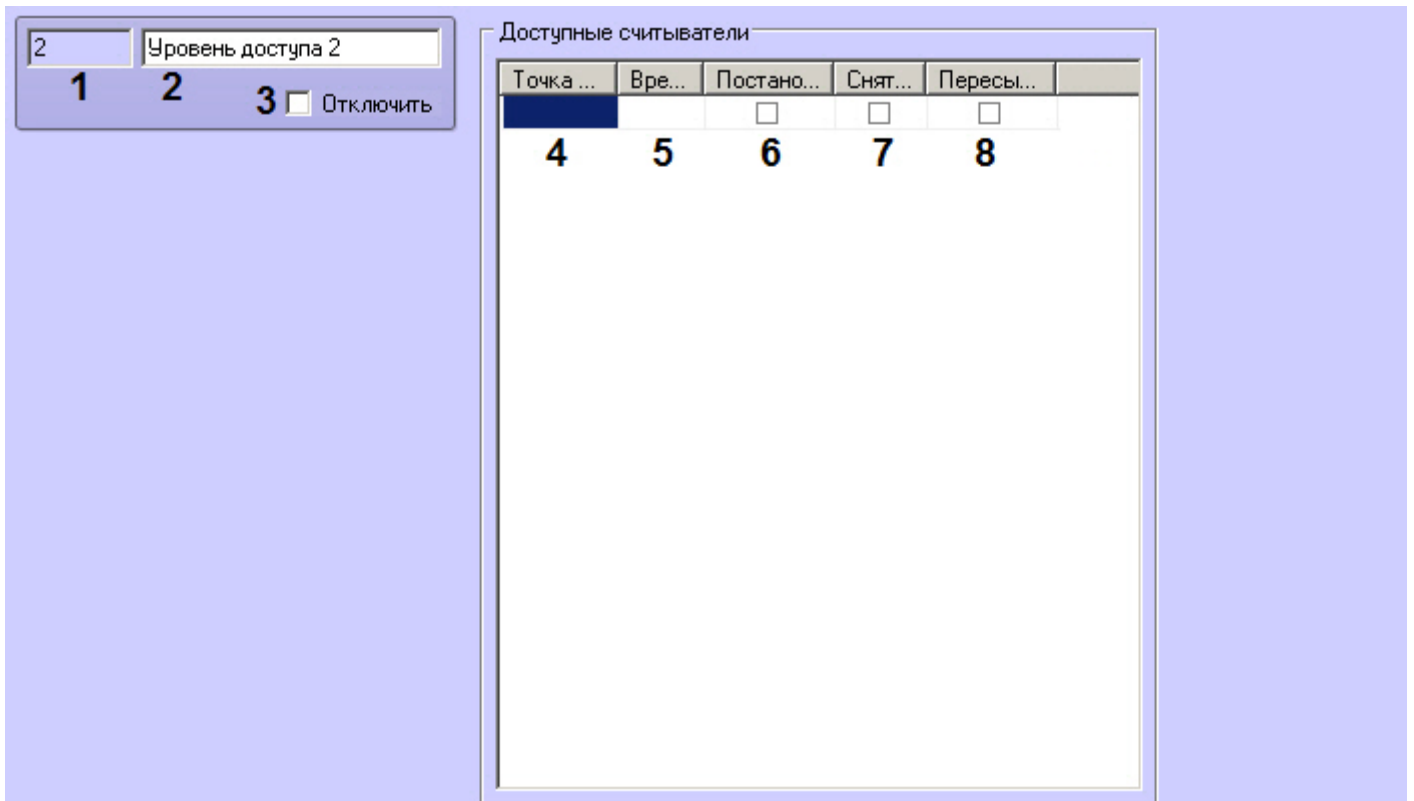 2 Уровень доступа 2
1 2 3 Отключить
Доступные считыватели
Точка ... Вре... Постано... Снят... Пересы...
4 5 6 7 8